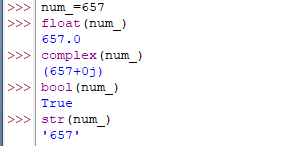 >>> num_=657
>>> float(num_)
657.0
>>> complex(num_)
(657+0j)
>>> bool(num_)
True
>>> str(num_)
'657'